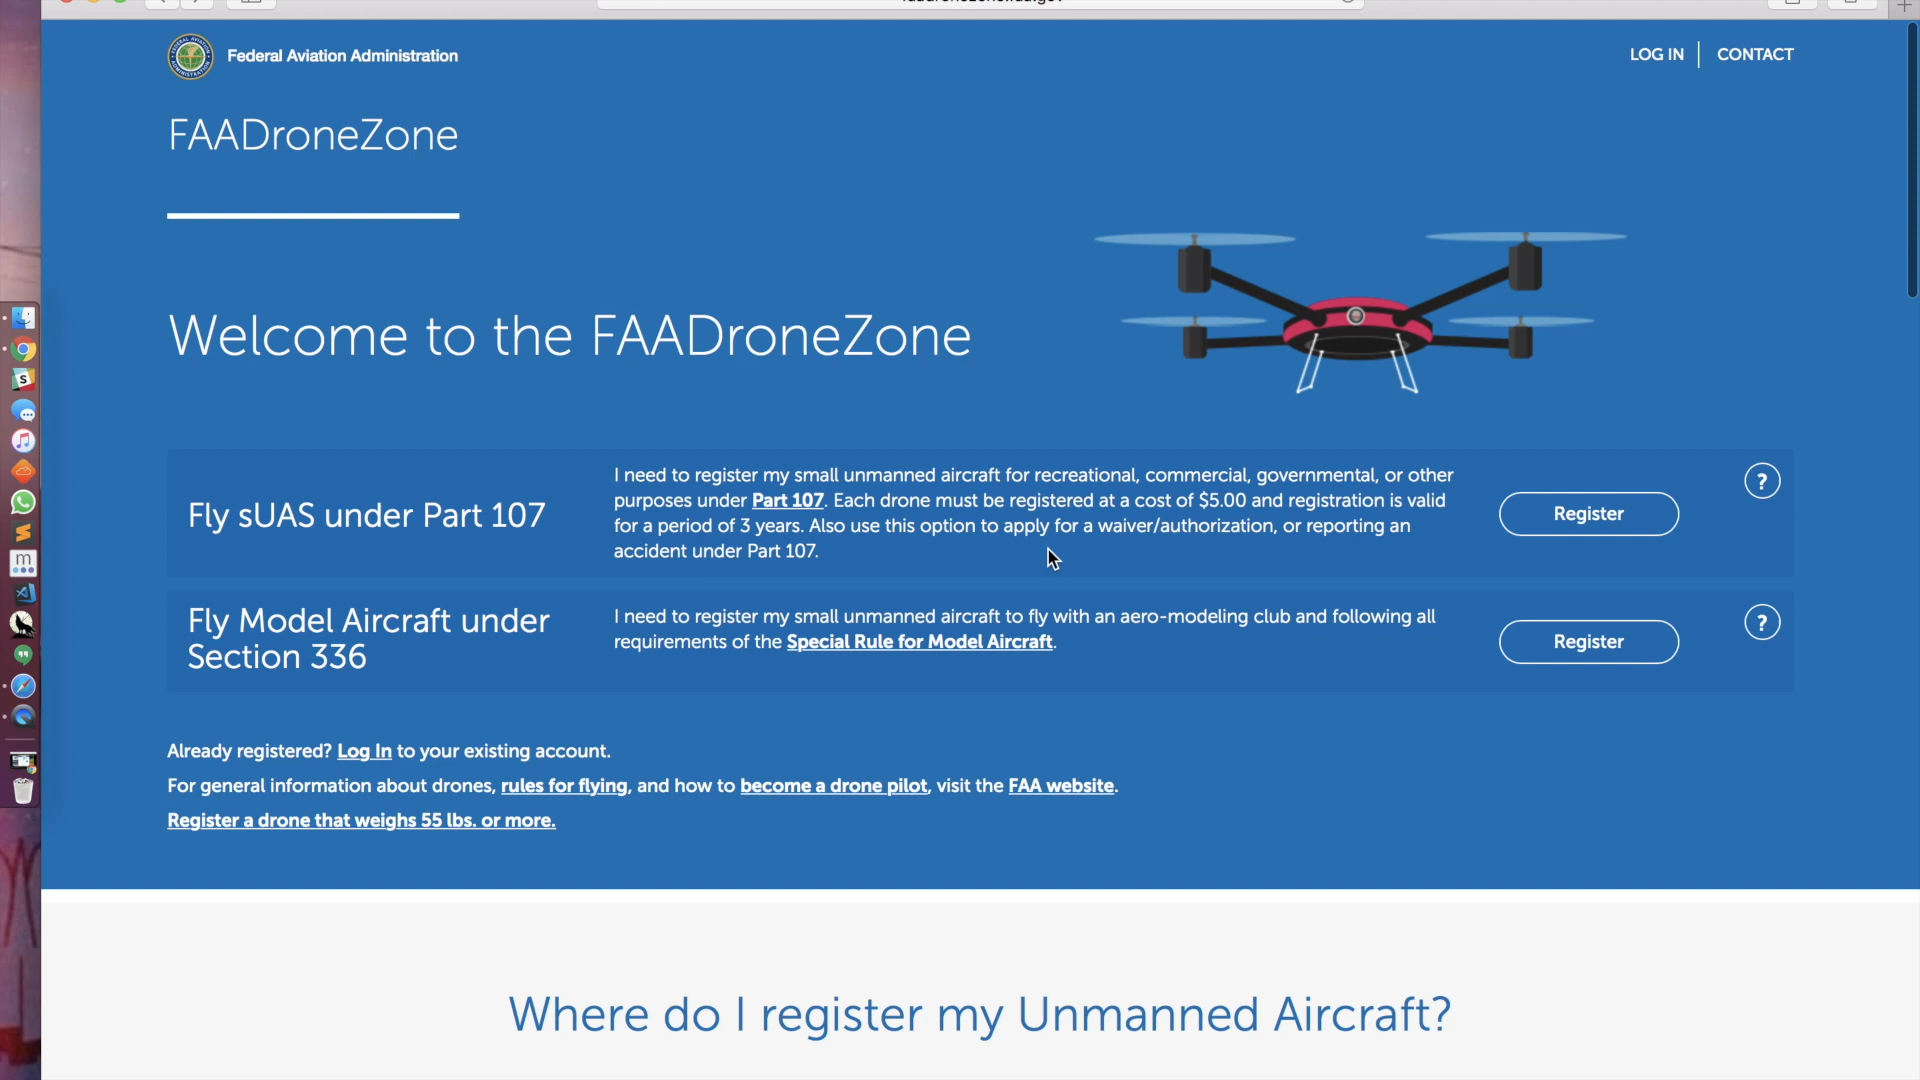 Federal Aviation Administration
LOG IN
CONTACT
FAADroneZone
Welcome to the FAADroneZone
Fly sUAS under Part 107
I need to register my small unmanned aircraft for recreational, commercial, governmental, or other
purposes under Part 107. Each drone must be registered at a cost of $5.00 and registration is valid
for a period of 3 years. Also use this option to apply for a waiver/authorization, or reporting an
accident under Part 107.
Register
?
Fly Model Aircraft under
Section 336
I need to register my small unmanned aircraft to fly with an aero-modeling club and following all
requirements of the Special Rule for Model Aircraft.
Register
?
Already registered? Log In to your existing account.
For general information about drones, rules for flying, and how to become a drone pilot, visit the FAA website.
Register a drone that weighs 55 lbs. or more.
Where do I register my Unmanned Aircraft?